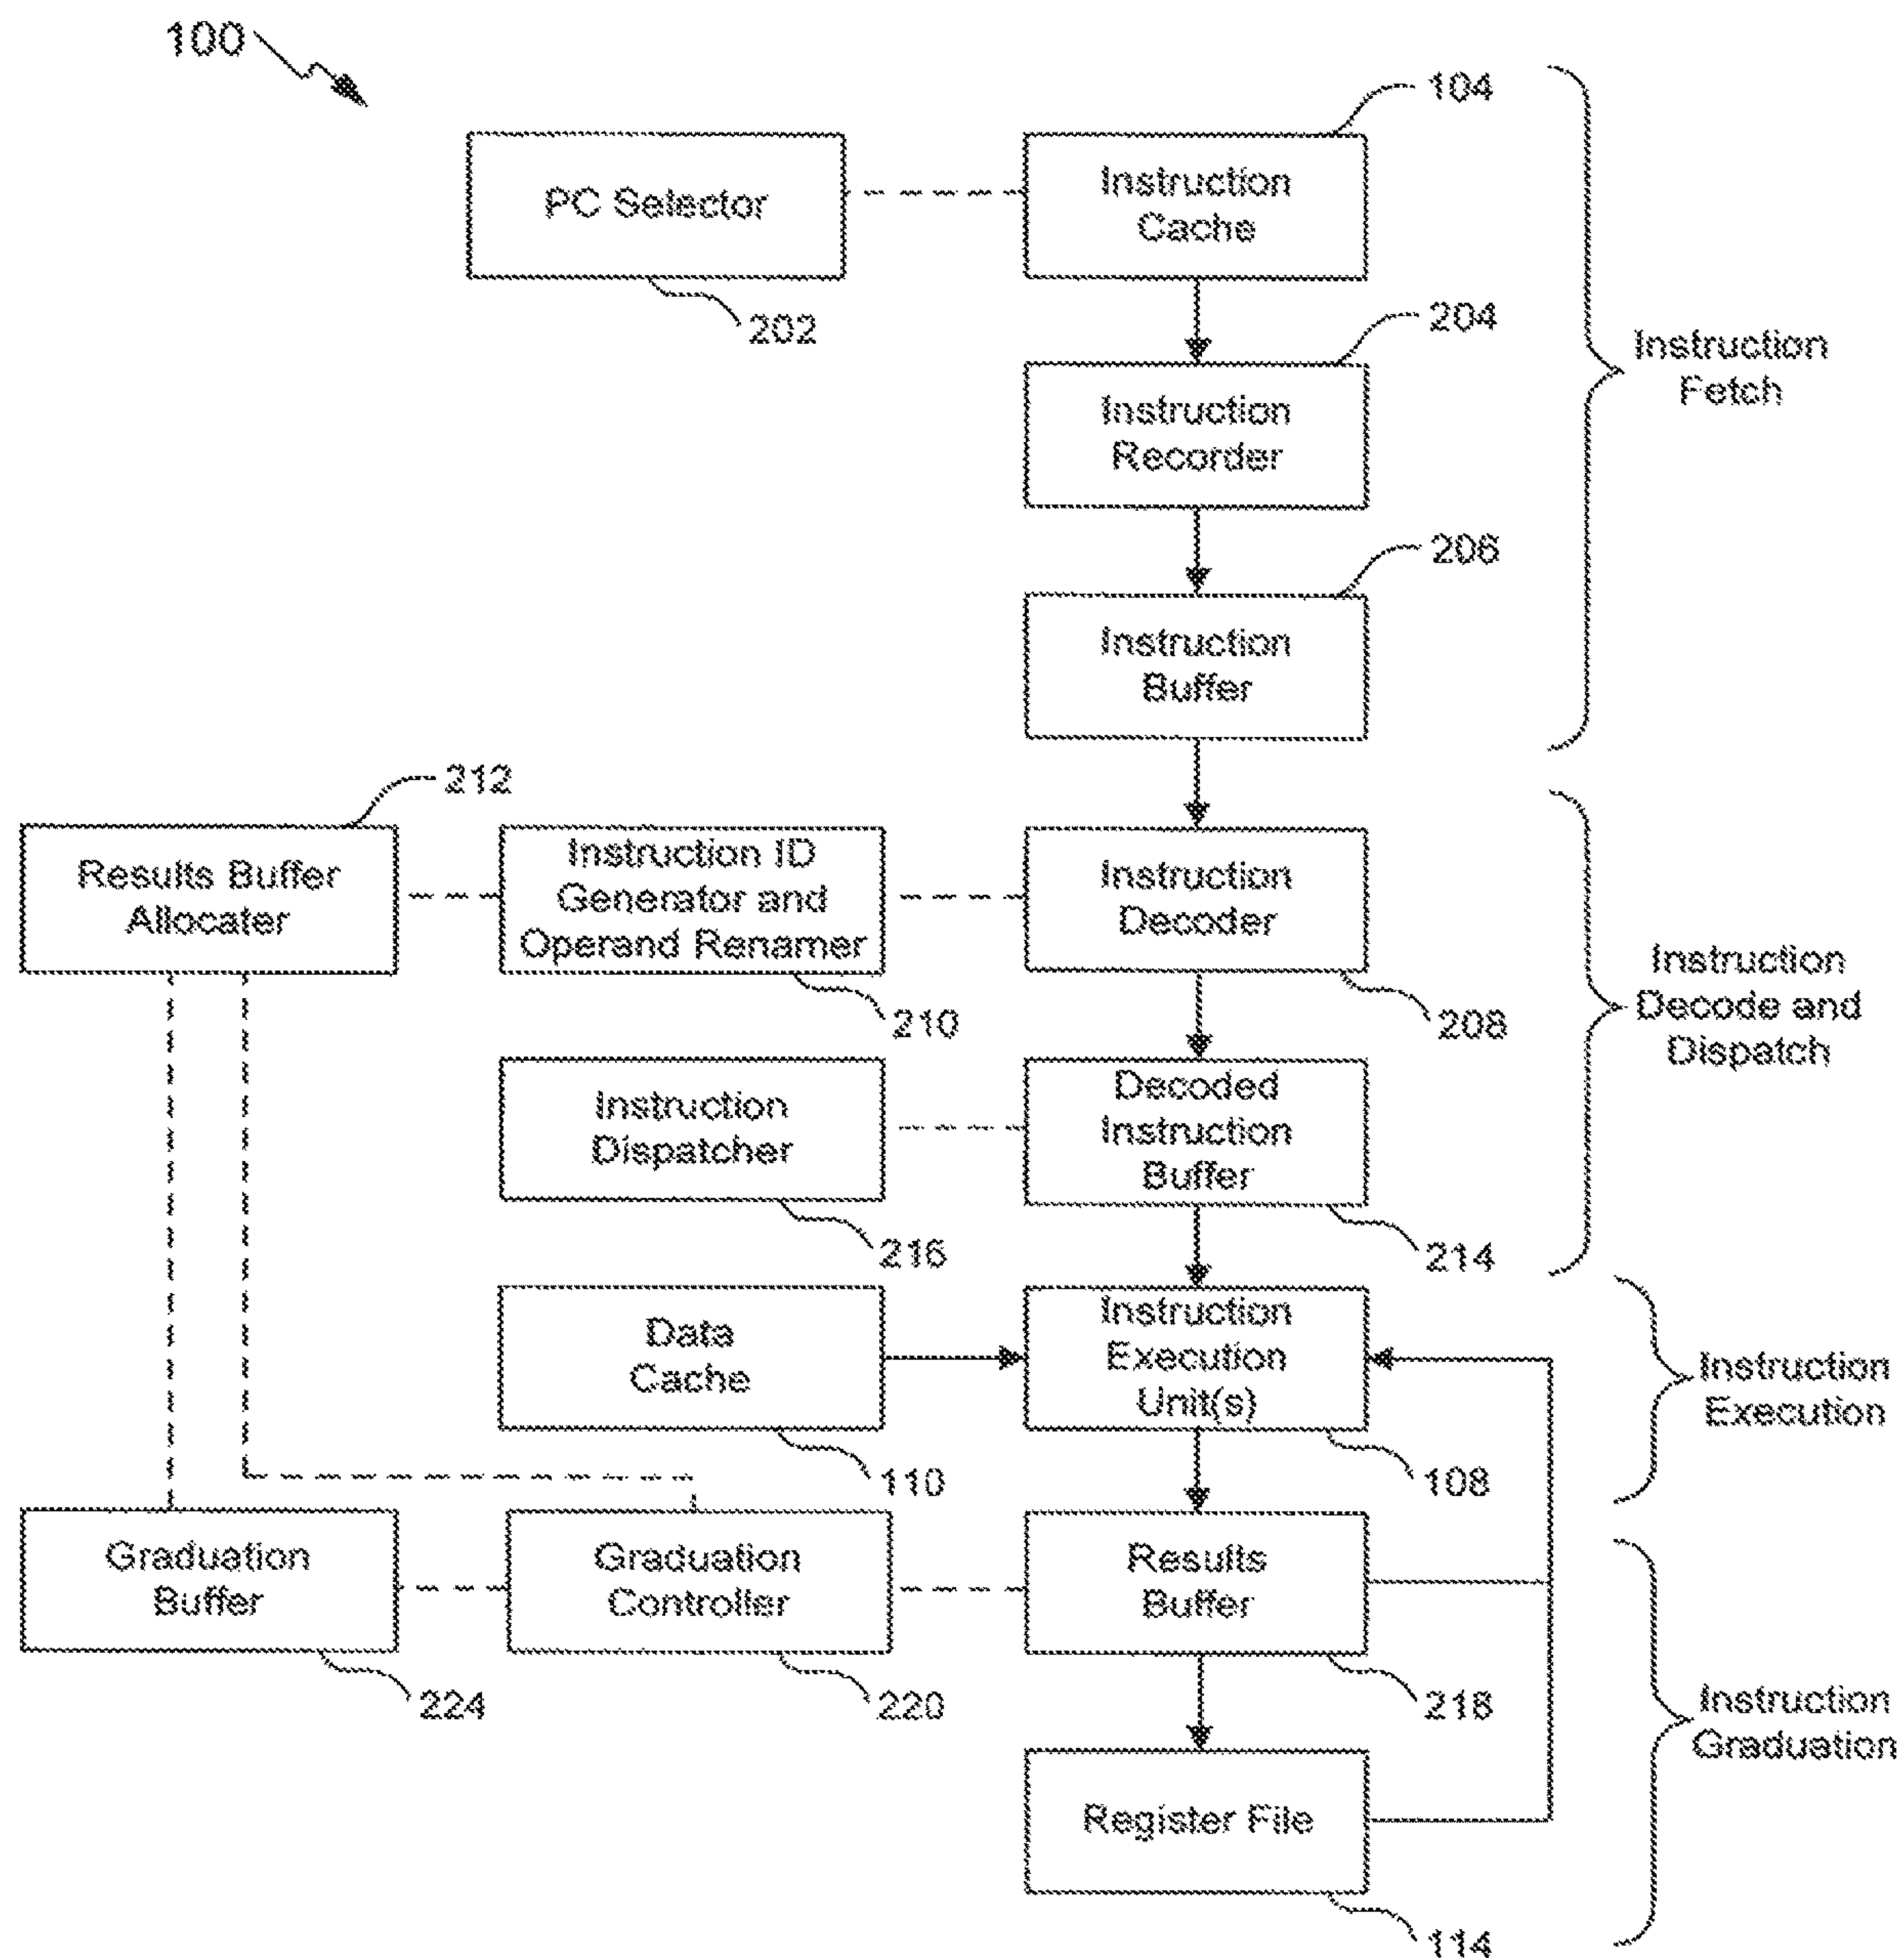 100
104
PC Selector
Instruction
Cache
202
204
Instruction
Fetch
Instruction
Recorder
206
Instruction
Buffer
212
Results Buffer
Allocater
Instruction ID
Generator and
Operand Renamer
Instruction
Decoder
210
208
Instruction
Decode and
Dispatch
Instruction
Dispatcher
Decoded
Instruction
Buffer
216
214
Data
Cache
Instruction
Execution
Unit(s)
Instruction
Execution
110
108
Graduation
Buffer
Graduation
Controller
Results
Buffer
224
220
218
Instruction
Graduation
Register File
114